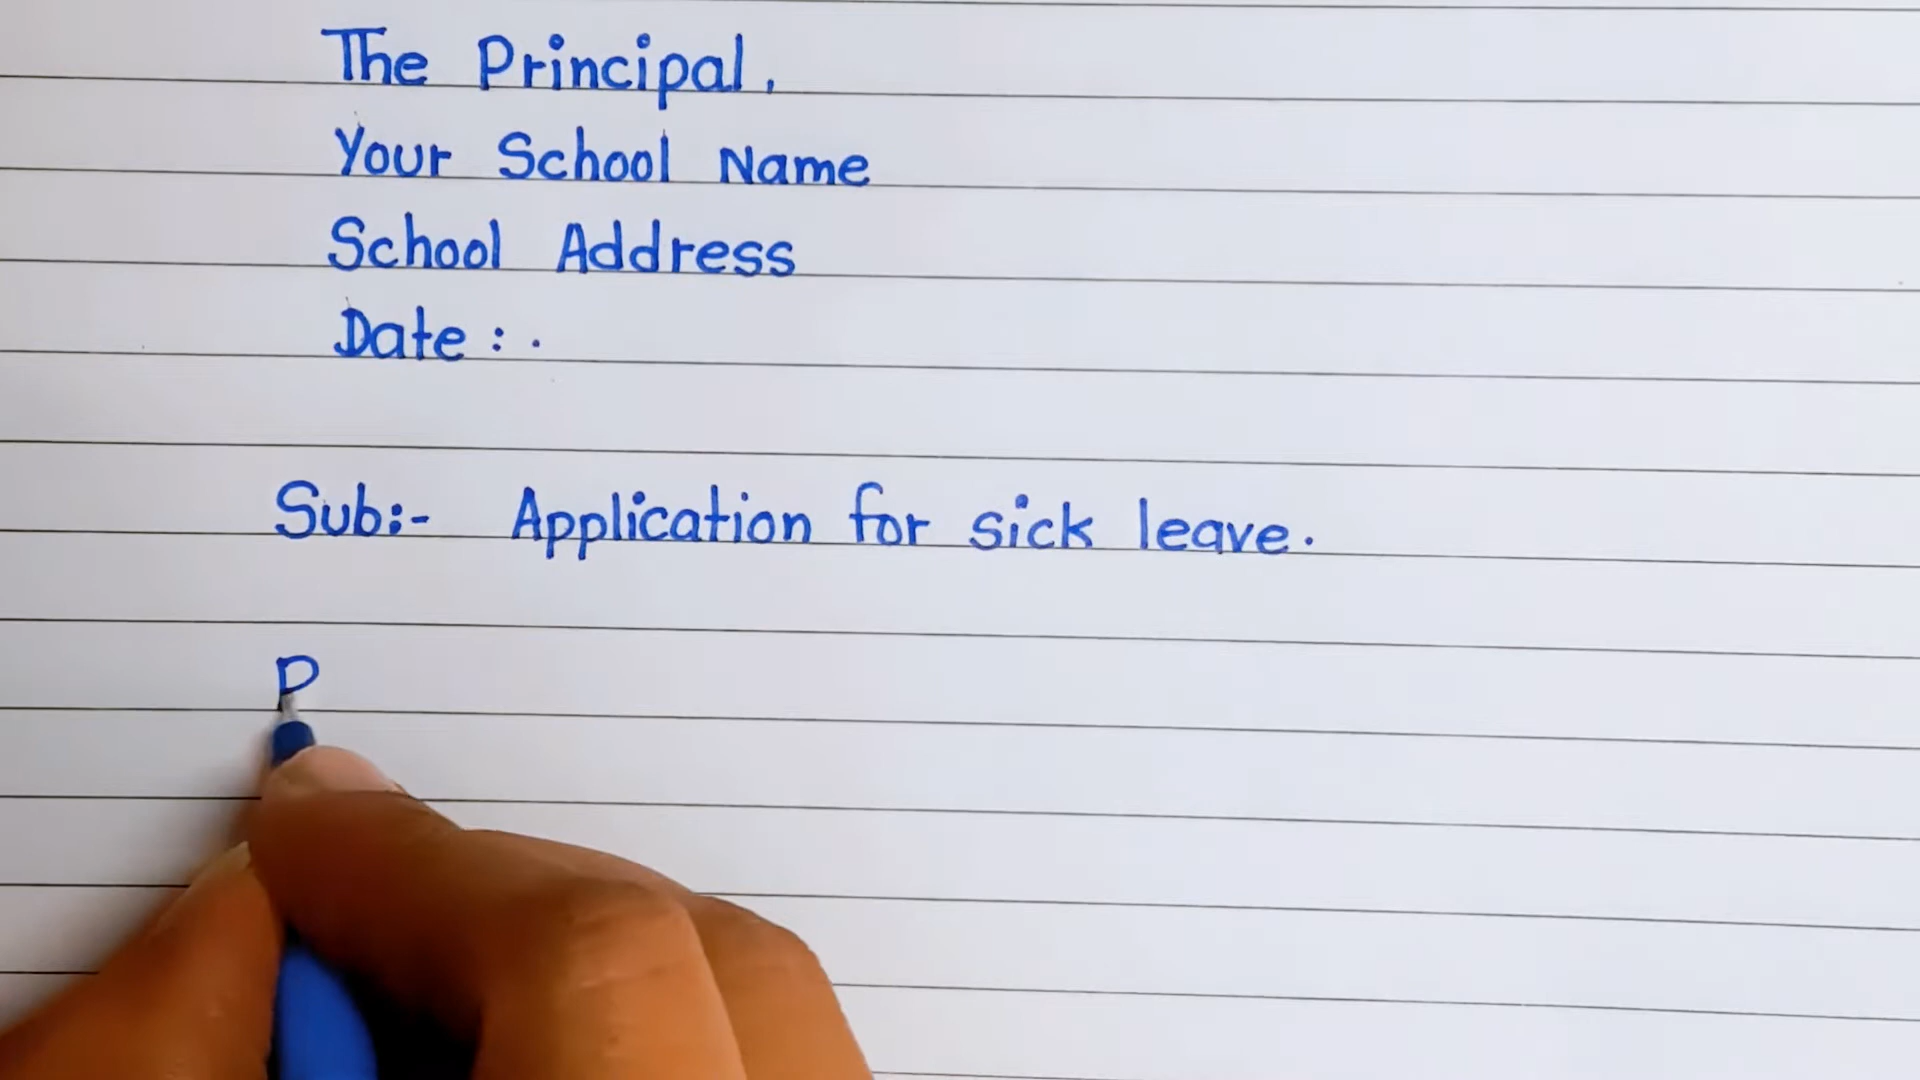 The Principal,
Your School Name
School Address
Date : .
Sub:- Application for sick leave.
P